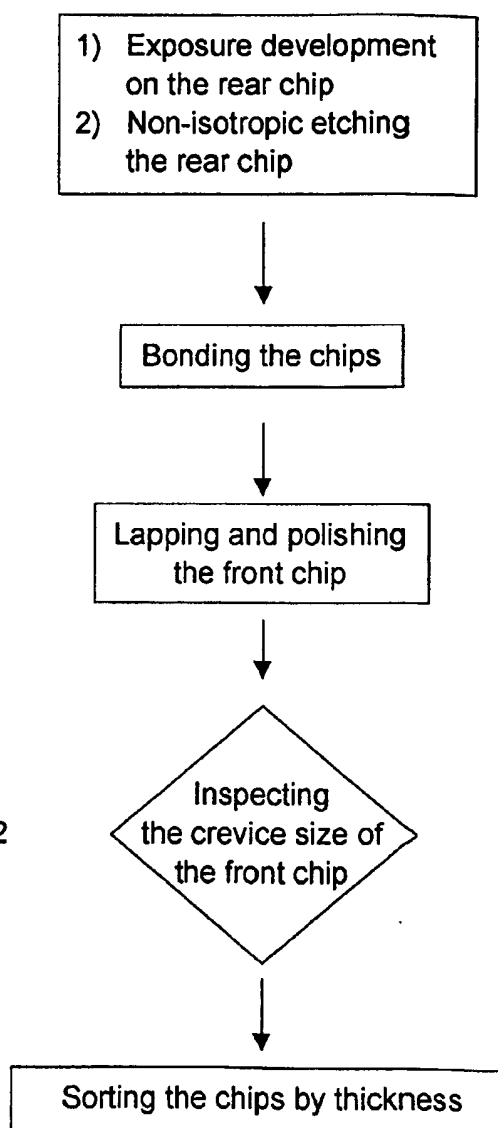 1) Exposure development
on the rear chip
2) Non-isotropic etching
the rear chip
Bonding the chips
Lapping and polishing
the front chip
2
Inspecting
the crevice size of
the front chip
Sorting the chips by thickness